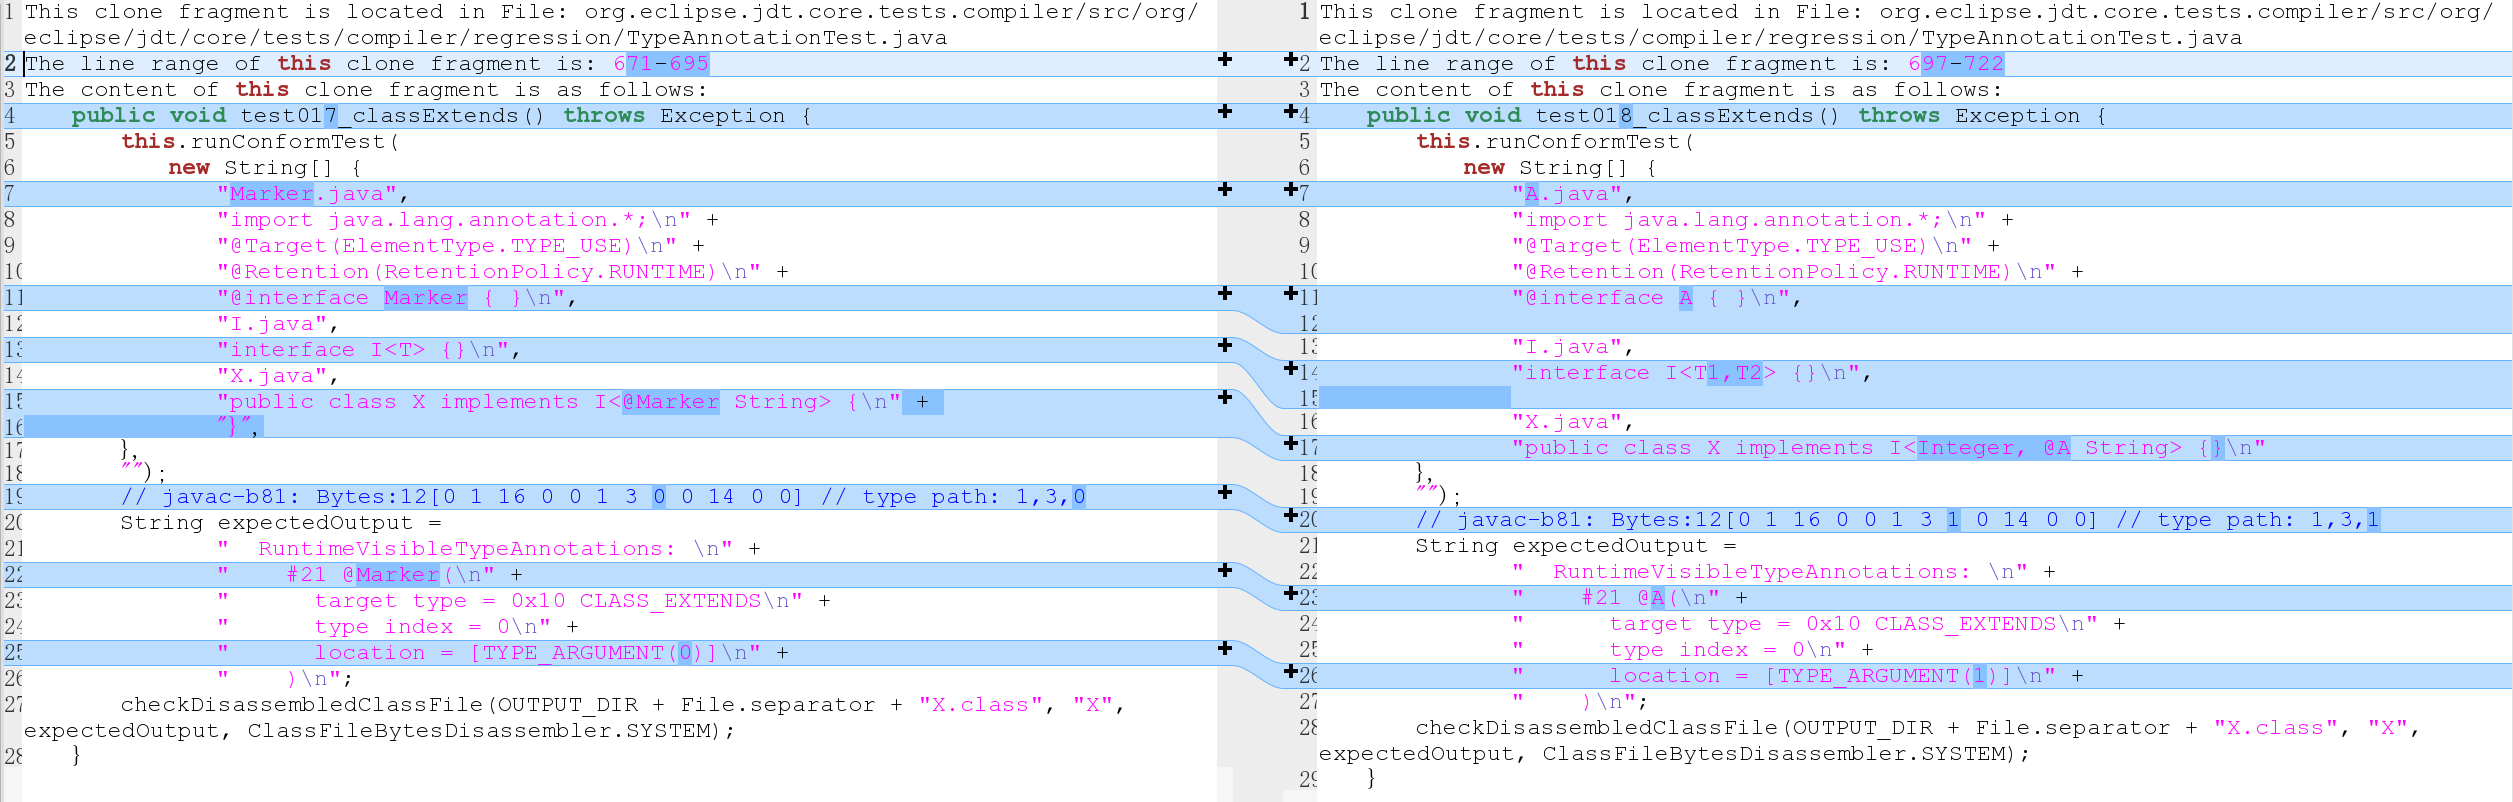 1 This clone fragment is located in File: org.eclipse.jdt.core.tests.compiler/src/org/
eclipse/jdt/core/tests/compiler/regression/TypeAnnotationTest.java
2 The line range of this clone fragment is: 671-695
3 The content of this clone fragment is as follows:
4 public void test017_classExtends() throws Exception {
5 this.runConformTest(
6 new String[] {
7 "Marker.java",
8 "import java.lang.annotation.*;\n" +
9 "@Target(ElementType.TYPE_USE)\n" +
10 "@Retention(RetentionPolicy.RUNTIME)\n" +
11 "@interface Marker { }\n",
12 "I.java",
13 "interface I<T> {}\n",
14 "X.java",
15 "public class X implements I<@Marker String> {\n" +
16 "}",
17 },
18 "");
19 // javac-b81: Bytes:12[0 1 16 0 0 1 3 0 0 14 0 0] // type path: 1,3,0
20 String expectedOutput =
21 "  RuntimeVisibleTypeAnnotations: \n" +
22 "    #21 @Marker(\n" +
23 "      target type = 0x10 CLASS_EXTENDS\n" +
24 "      type index = 0\n" +
25 "      location = [TYPE_ARGUMENT(0)]\n" +
26 "    )\n";
27 checkDisassembledClassFile(OUTPUT_DIR + File.separator + "X.class", "X",
expectedOutput, ClassFileBytesDisassembler.SYSTEM);
28 }
1 This clone fragment is located in File: org.eclipse.jdt.core.tests.compiler/src/org/
eclipse/jdt/core/tests/compiler/regression/TypeAnnotationTest.java
2 The line range of this clone fragment is: 697-722
3 The content of this clone fragment is as follows:
4 public void test018_classExtends() throws Exception {
5 this.runConformTest(
6 new String[] {
7 "A.java",
8 "import java.lang.annotation.*;\n" +
9 "@Target(ElementType.TYPE_USE)\n" +
10 "@Retention(RetentionPolicy.RUNTIME)\n" +
11 "@interface A { }\n",
12
13 "I.java",
14 "interface I<T1,T2> {}\n",
15
16 "X.java",
17 "public class X implements I<Integer, @A String> {}\n"
18 },
19 "");
20 // javac-b81: Bytes:12[0 1 16 0 0 1 3 1 0 14 0 0] // type path: 1,3,1
21 String expectedOutput =
22 "  RuntimeVisibleTypeAnnotations: \n" +
23 "    #21 @A(\n" +
24 "      target type = 0x10 CLASS_EXTENDS\n" +
25 "      type index = 0\n" +
26 "      location = [TYPE_ARGUMENT(1)]\n" +
27 "    )\n";
28 checkDisassembledClassFile(OUTPUT_DIR + File.separator + "X.class", "X",
expectedOutput, ClassFileBytesDisassembler.SYSTEM);
29 }